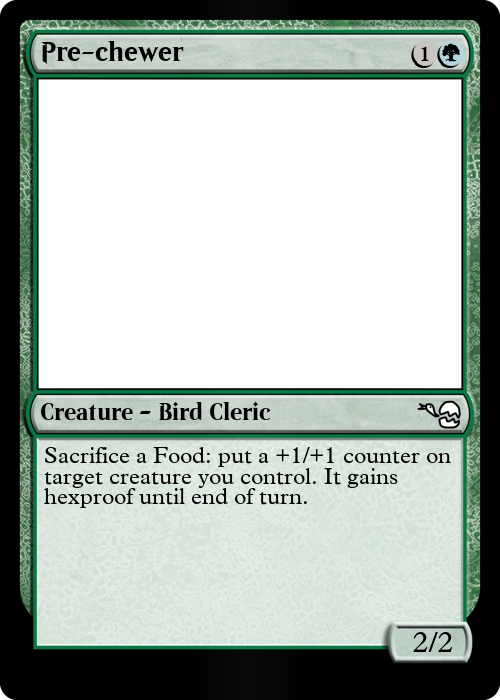 Pre-chewer 1
Creature – Bird Cleric
Sacrifice a Food: put a +1/+1 counter on
target creature you control. It gains
hexproof until end of turn.
2/2